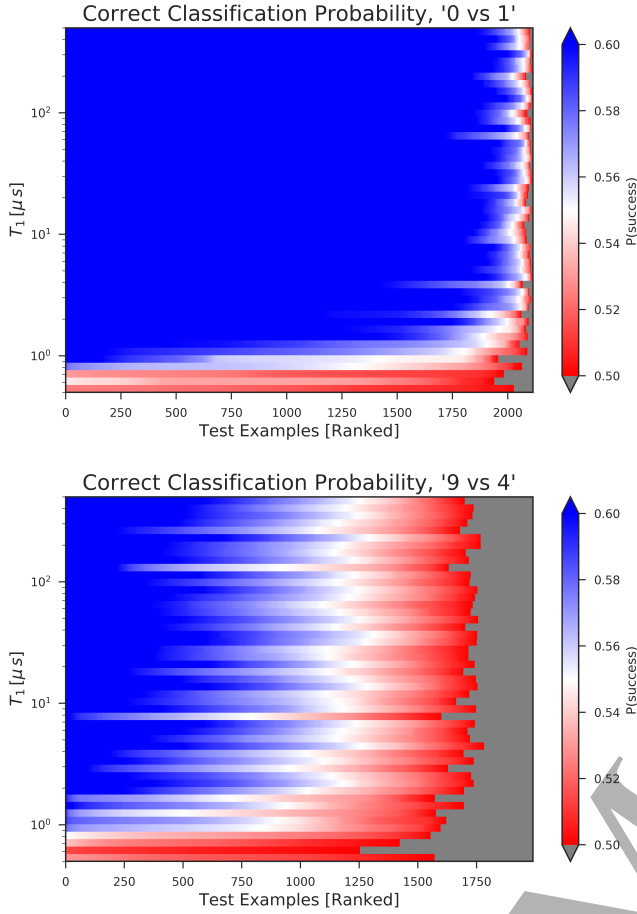 Correct Classification Probability, '0 vs 1'
10²
10¹
10⁰
T₁ [μs]
0 250 500 750 1000 1250 1500 1750 2000
Test Examples [Ranked]
0.60
0.58
0.56
0.54
0.52
0.50
P(success)
Correct Classification Probability, '9 vs 4'
10²
10¹
10⁰
T₁ [μs]
0 250 500 750 1000 1250 1500 1750
Test Examples [Ranked]
0.60
0.58
0.56
0.54
0.52
0.50
P(success)